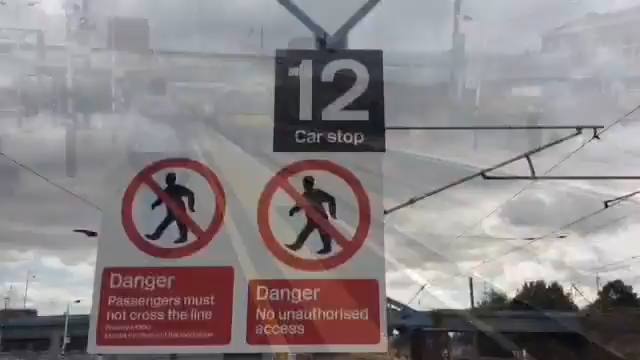 12
Car stop
Danger
Passengers must
not cross the line
Danger
No unauthorised
access